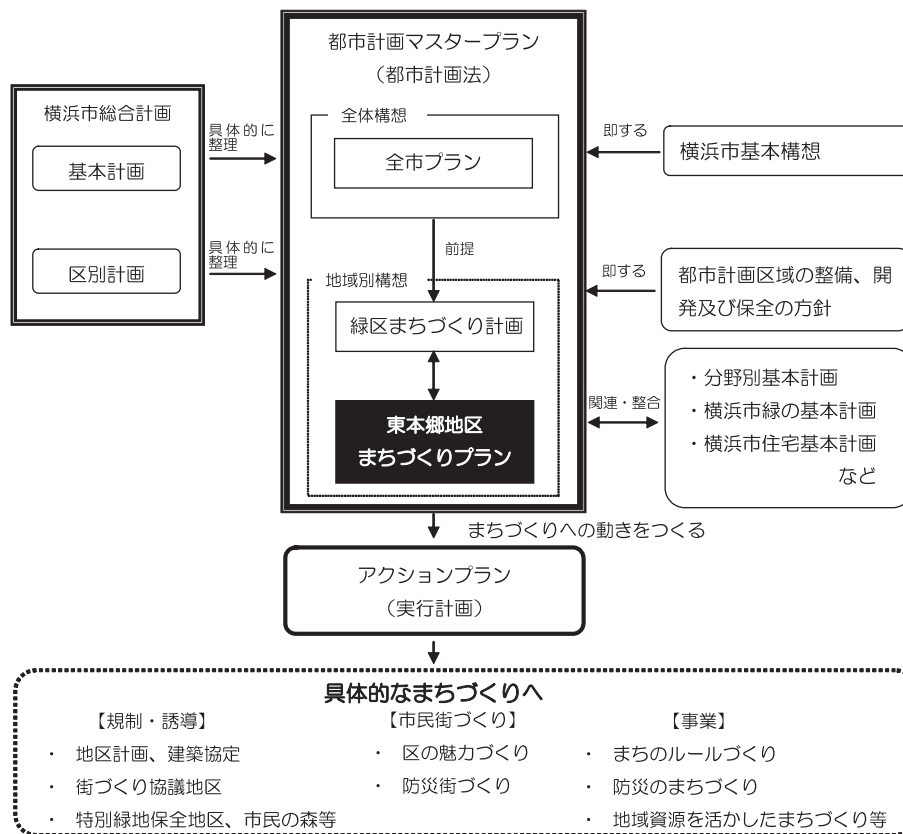 都市計画マスタープラン
（都市計画法）
横浜市総合計画
基本計画
区別計画
具体的に
整理
具体的に
整理
全体構想
全市プラン
前提
地域別構想
緑区まちづくり計画
東本郷地区
まちづくりプラン
即する
横浜市基本構想
即する
都市計画区域の整備、開
発及び保全の方針
関連・整合
・分野別基本計画
・横浜市緑の基本計画
・横浜市住宅基本計画
など
まちづくりへの動きをつくる
アクションプラン
（実行計画）
具体的なまちづくりへ
【規制・誘導】
・ 地区計画、建築協定
・ 街づくり協議地区
・ 特別緑地保全地区、市民の森等
【市民街づくり】
・ 区の魅力づくり
・ 防災街づくり
【事業】
・ まちのルールづくり
・ 防災のまちづくり
・ 地域資源を活かしたまちづくり等